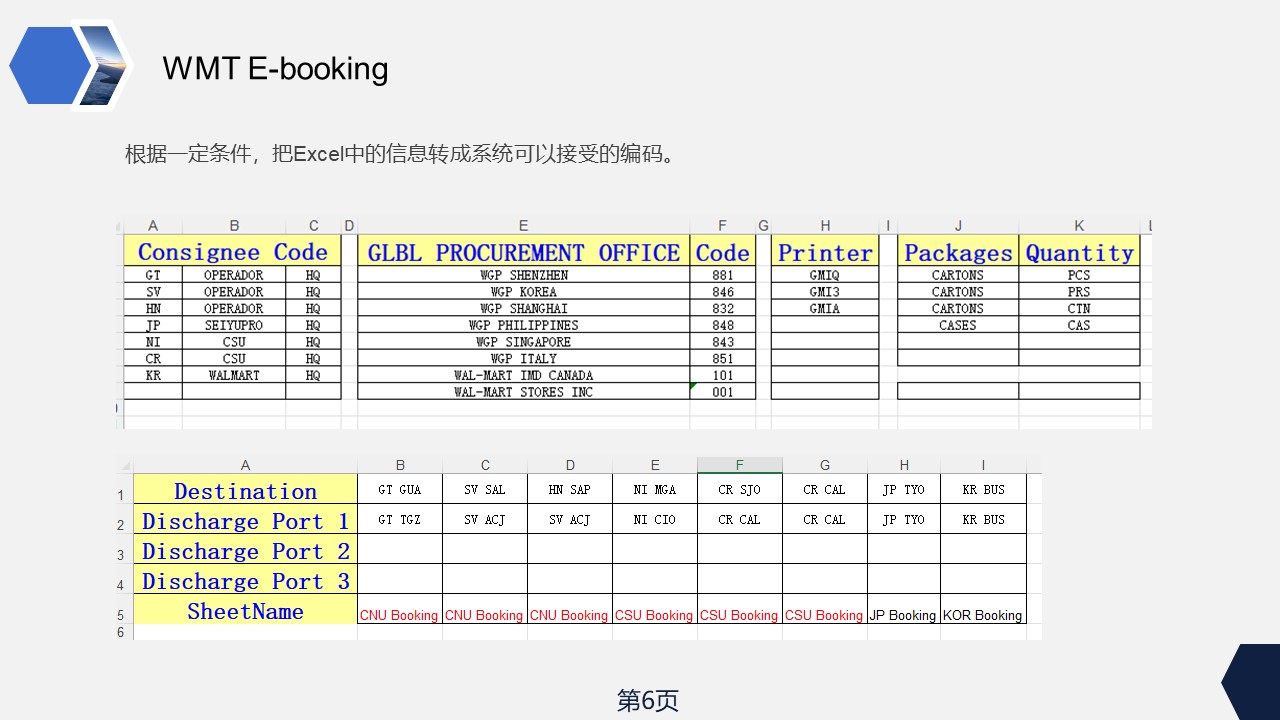 WMT E-booking
根据一定条件，把Excel中的信息转成系统可以接受的编码。
A B C D E F G H I J K L
Consignee Code GLBL PROCUREMENT OFFICE Code Printer Packages Quantity
GT OPERADOR HQ WGP SHENZHEN 881 GMIQ CARTONS PCS
SV OPERADOR HQ WGP KOREA 846 GMI3 CARTONS PRS
HN OPERADOR HQ WGP SHANGHAI 832 GMIA CARTONS CTN
JP SEIYUPRO HQ WGP PHILIPPINES 848 CASES CAS
NI CSU HQ WGP SINGAPORE 843
CR CSU HQ WGP ITALY 851
KR WALMART HQ WAL-MART IMD CANADA 101
WAL-MART STORES INC 001
A B C D E F G H I
1 Destination GT GUA SV SAL HN SAP NI MGA CR SJO CR CAL JP TYO KR BUS
2 Discharge Port 1 GT TGZ SV ACJ SV ACJ NI CIO CR CAL CR CAL JP TYO KR BUS
3 Discharge Port 2
4 Discharge Port 3
5 SheetName CNU Booking CNU Booking CNU Booking CSU Booking CSU Booking CSU Booking JP Booking KOR Booking
6
第6页